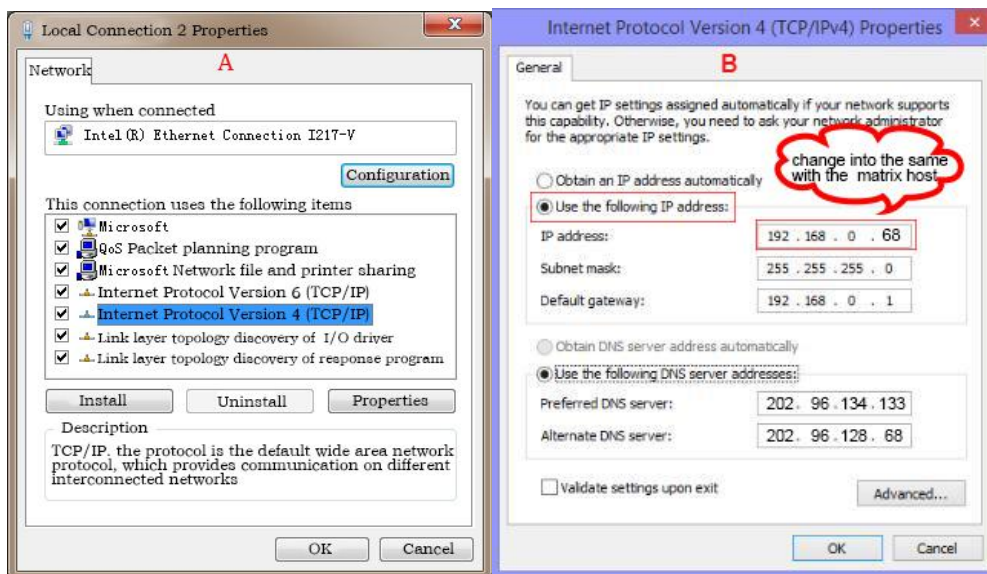 Local Connection 2 Properties
A
Network
Using when connected
Intel(R) Ethernet Connection I217-V
Configuration
This connection uses the following items
Microsoft
QoS Packet planning program
Microsoft Network file and printer sharing
Internet Protocol Version 6 (TCP/IP)
Internet Protocol Version 4 (TCP/IP)
Link layer topology discovery of I/O driver
Link layer topology discovery of response program
Install Uninstall Properties
Description
TCP/IP. the protocol is the default wide area network
protocol, which provides communication on different
interconnected networks
OK Cancel
Internet Protocol Version 4 (TCP/IPv4) Properties
General
B
You can get IP settings assigned automatically if your network supports
this capability. Otherwise, you need to ask your network administrator
for the appropriate IP settings.
change into the same
with the matrix host
Obtain an IP address automatically
Use the following IP address:
IP address: 192 . 168 . 0 . 68
Subnet mask: 255 . 255 . 255 . 0
Default gateway: 192 . 168 . 0 . 1
Obtain DNS server address automatically
Use the following DNS server addresses:
Preferred DNS server: 202. 96 .134 .133
Alternate DNS server: 202. 96 .128 . 68
Validate settings upon exit
Advanced...
OK Cancel